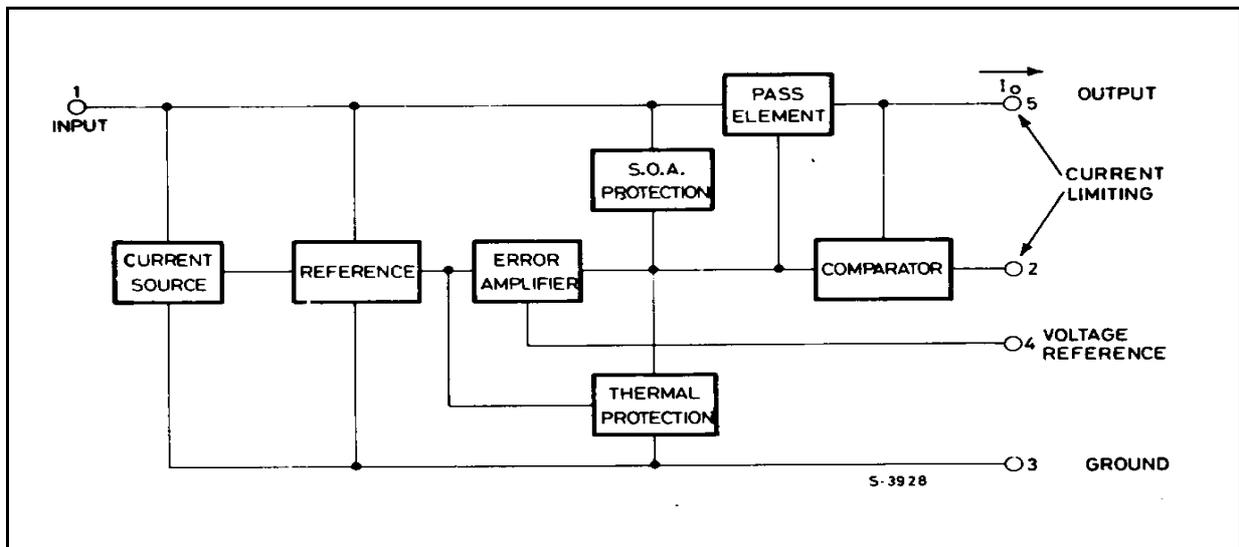 1
INPUT
PASS
ELEMENT
Io
5
OUTPUT
S.O.A.
PROTECTION
CURRENT
LIMITING
CURRENT
SOURCE
REFERENCE
ERROR
AMPLIFIER
COMPARATOR
2
4
VOLTAGE
REFERENCE
THERMAL
PROTECTION
3
GROUND
S-3928